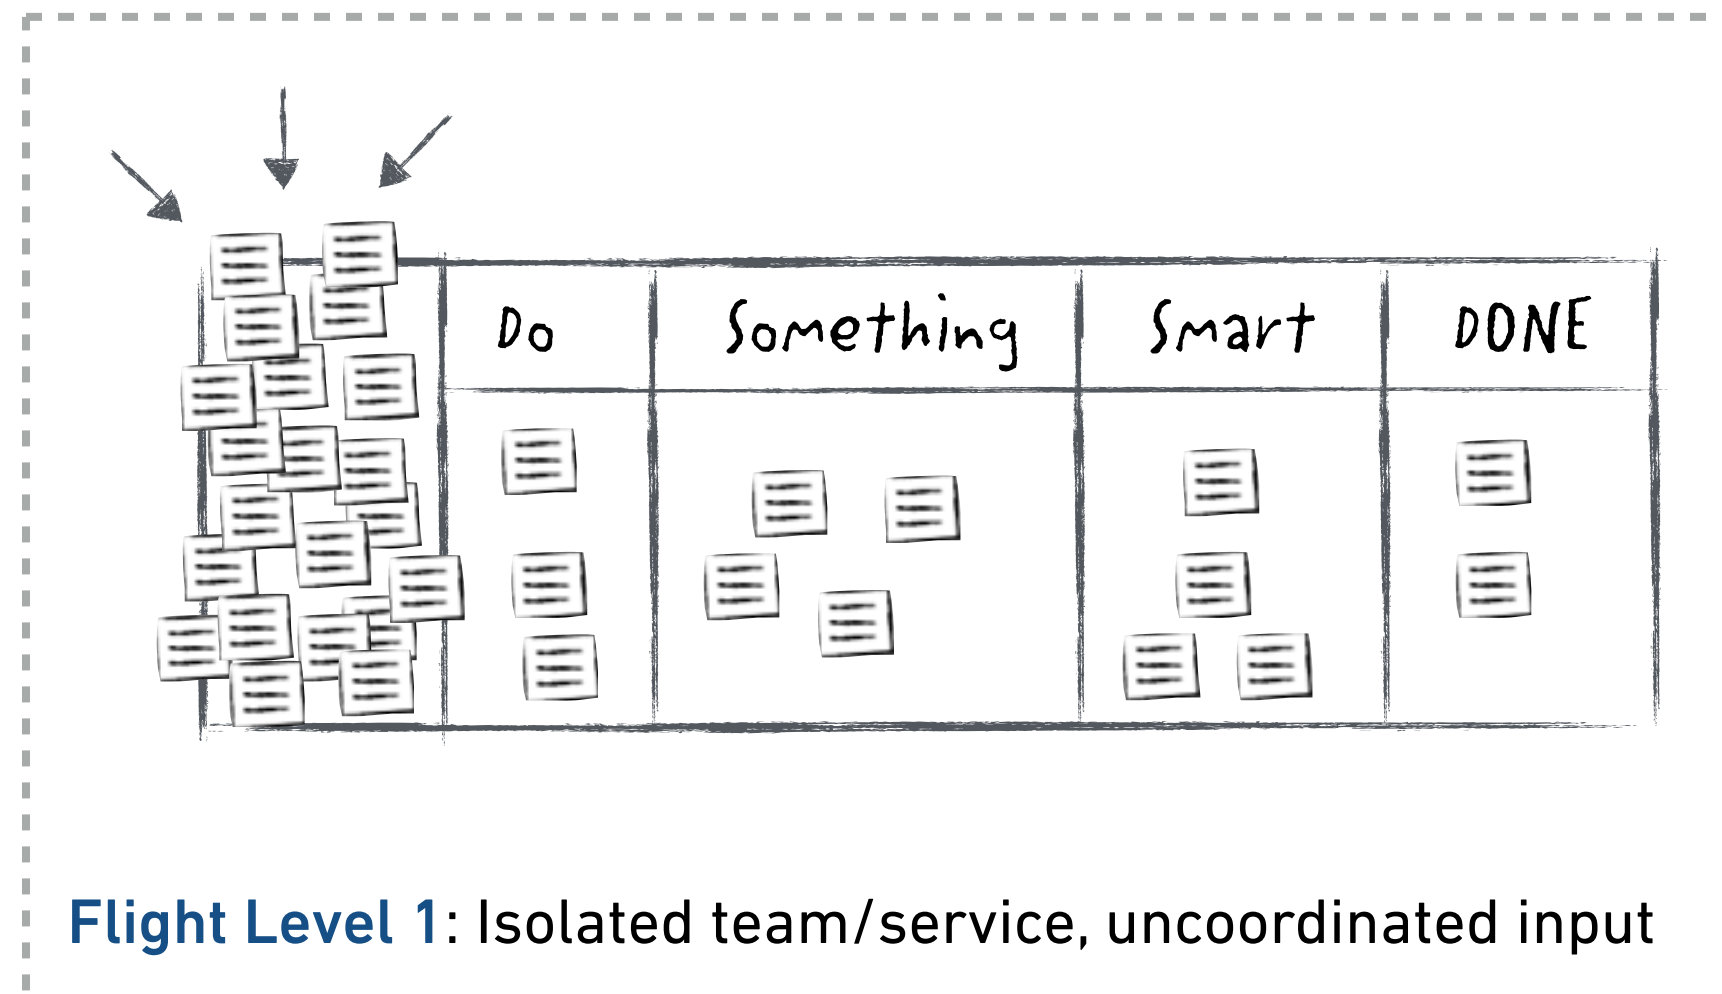 Do Something Smart DONE
Flight Level 1: Isolated team/service, uncoordinated input